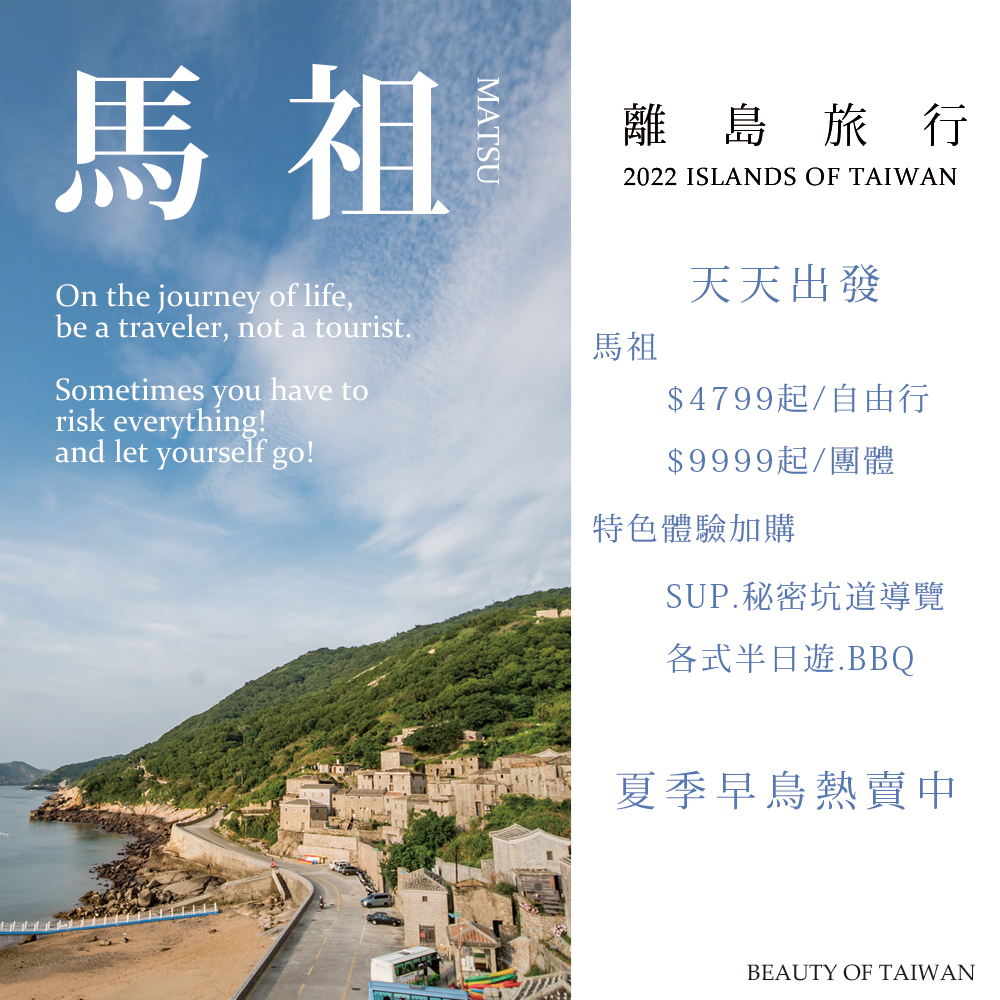 馬祖
MATSU
On the journey of life,
be a traveler, not a tourist.
Sometimes you have to
risk everything!
and let yourself go!
離島旅行
2022 ISLANDS OF TAIWAN
天天出發
馬祖
$4799起/自由行
$9999起/團體
特色體驗加購
SUP.秘密坑道導覽
各式半日遊.BBQ
夏季早鳥熱賣中
BEAUTY OF TAIWAN